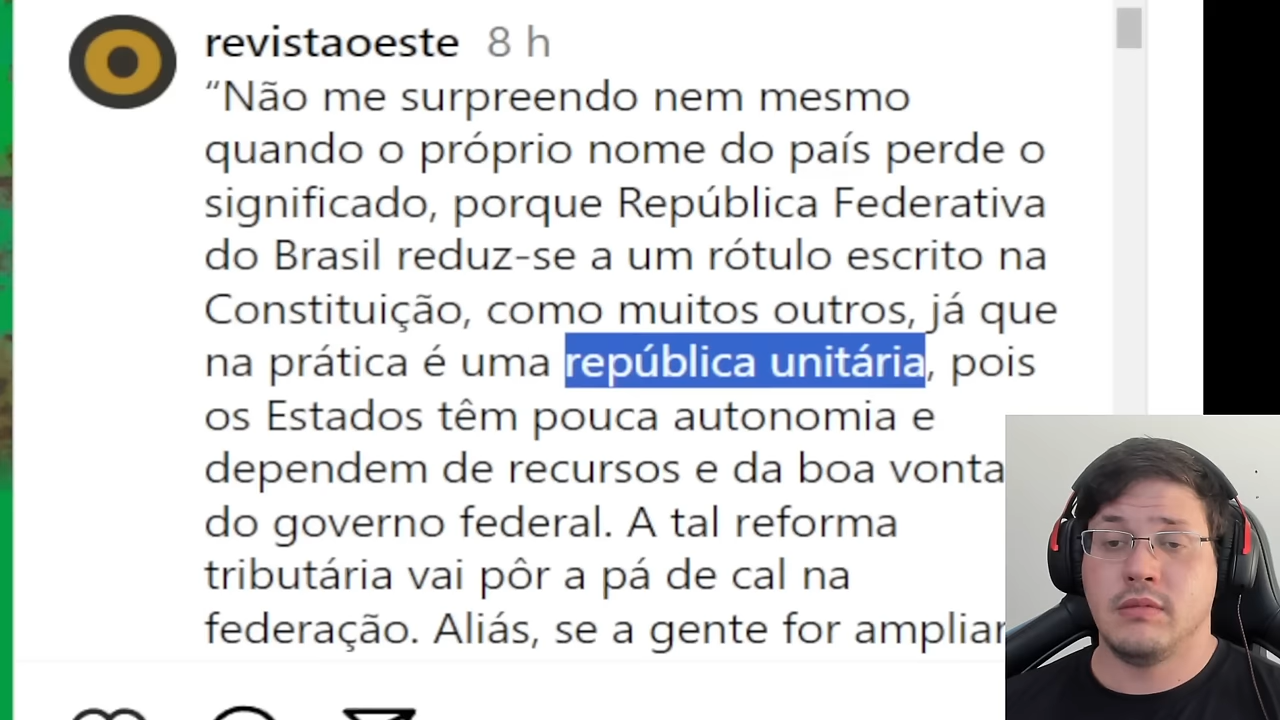 revistaoeste 8 h
“Não me surpreendo nem mesmo
quando o próprio nome do país perde o
significado, porque República Federativa
do Brasil reduz-se a um rótulo escrito na
Constituição, como muitos outros, já que
na prática é uma república unitária, pois
os Estados têm pouca autonomia e
dependem de recursos e da boa vonta
do governo federal. A tal reforma
tributária vai pôr a pá de cal na
federação. Aliás, se a gente for ampliar